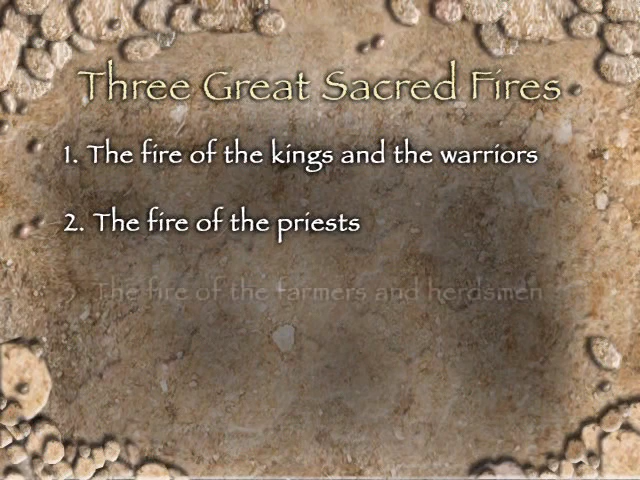 Three Great Sacred Fires
1. The fire of the kings and the warriors
2. The fire of the priests
The fire of the farmers and herdsmen